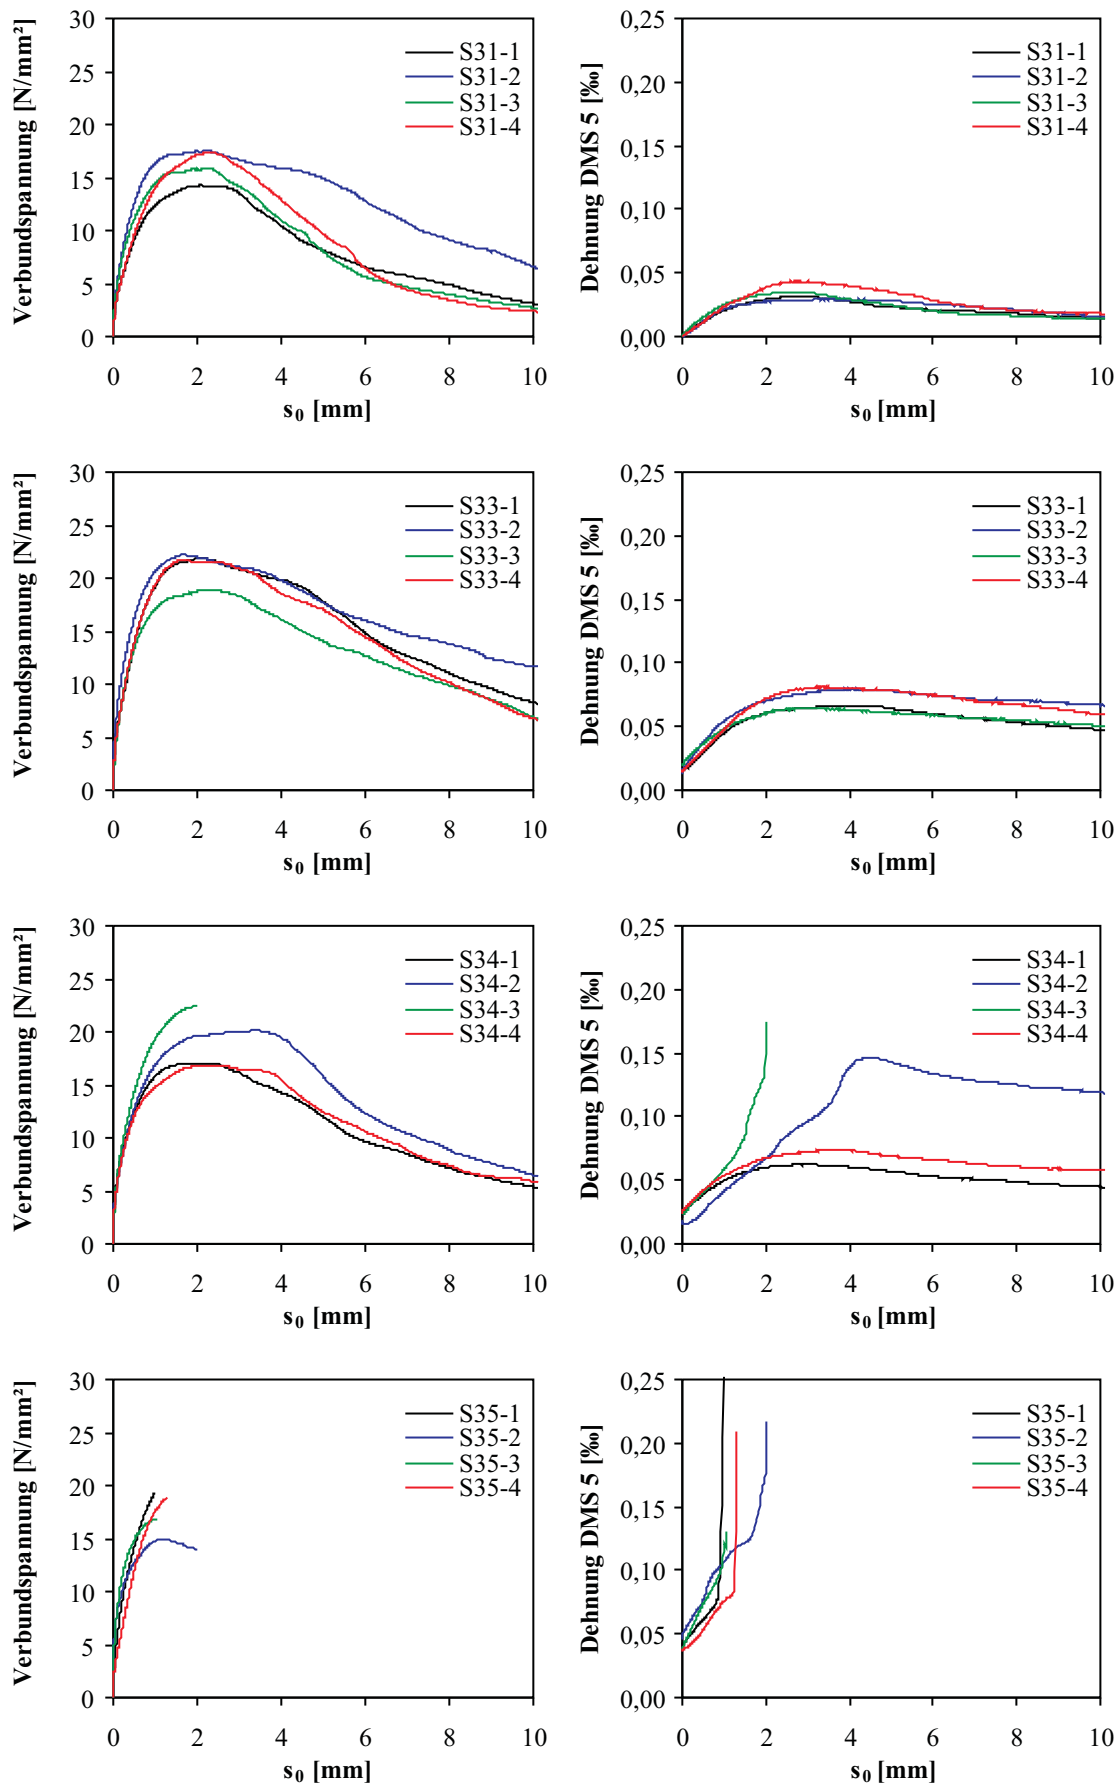 Verbundspannung [N/mm²]
30
25
20
15
10
5
0
0 2 4 6 8 10
s₀ [mm]
S31-1
S31-2
S31-3
S31-4
Dehnung DMS 5 [‰]
0,25
0,20
0,15
0,10
0,05
0,00
0 2 4 6 8 10
s₀ [mm]
S31-1
S31-2
S31-3
S31-4
Verbundspannung [N/mm²]
30
25
20
15
10
5
0
0 2 4 6 8 10
s₀ [mm]
S33-1
S33-2
S33-3
S33-4
Dehnung DMS 5 [‰]
0,25
0,20
0,15
0,10
0,05
0,00
0 2 4 6 8 10
s₀ [mm]
S33-1
S33-2
S33-3
S33-4
Verbundspannung [N/mm²]
30
25
20
15
10
5
0
0 2 4 6 8 10
s₀ [mm]
S34-1
S34-2
S34-3
S34-4
Dehnung DMS 5 [‰]
0,25
0,20
0,15
0,10
0,05
0,00
0 2 4 6 8 10
s₀ [mm]
S34-1
S34-2
S34-3
S34-4
Verbundspannung [N/mm²]
30
25
20
15
10
5
0
0 2 4 6 8 10
s₀ [mm]
S35-1
S35-2
S35-3
S35-4
Dehnung DMS 5 [‰]
0,25
0,20
0,15
0,10
0,05
0,00
0 2 4 6 8 10
s₀ [mm]
S35-1
S35-2
S35-3
S35-4